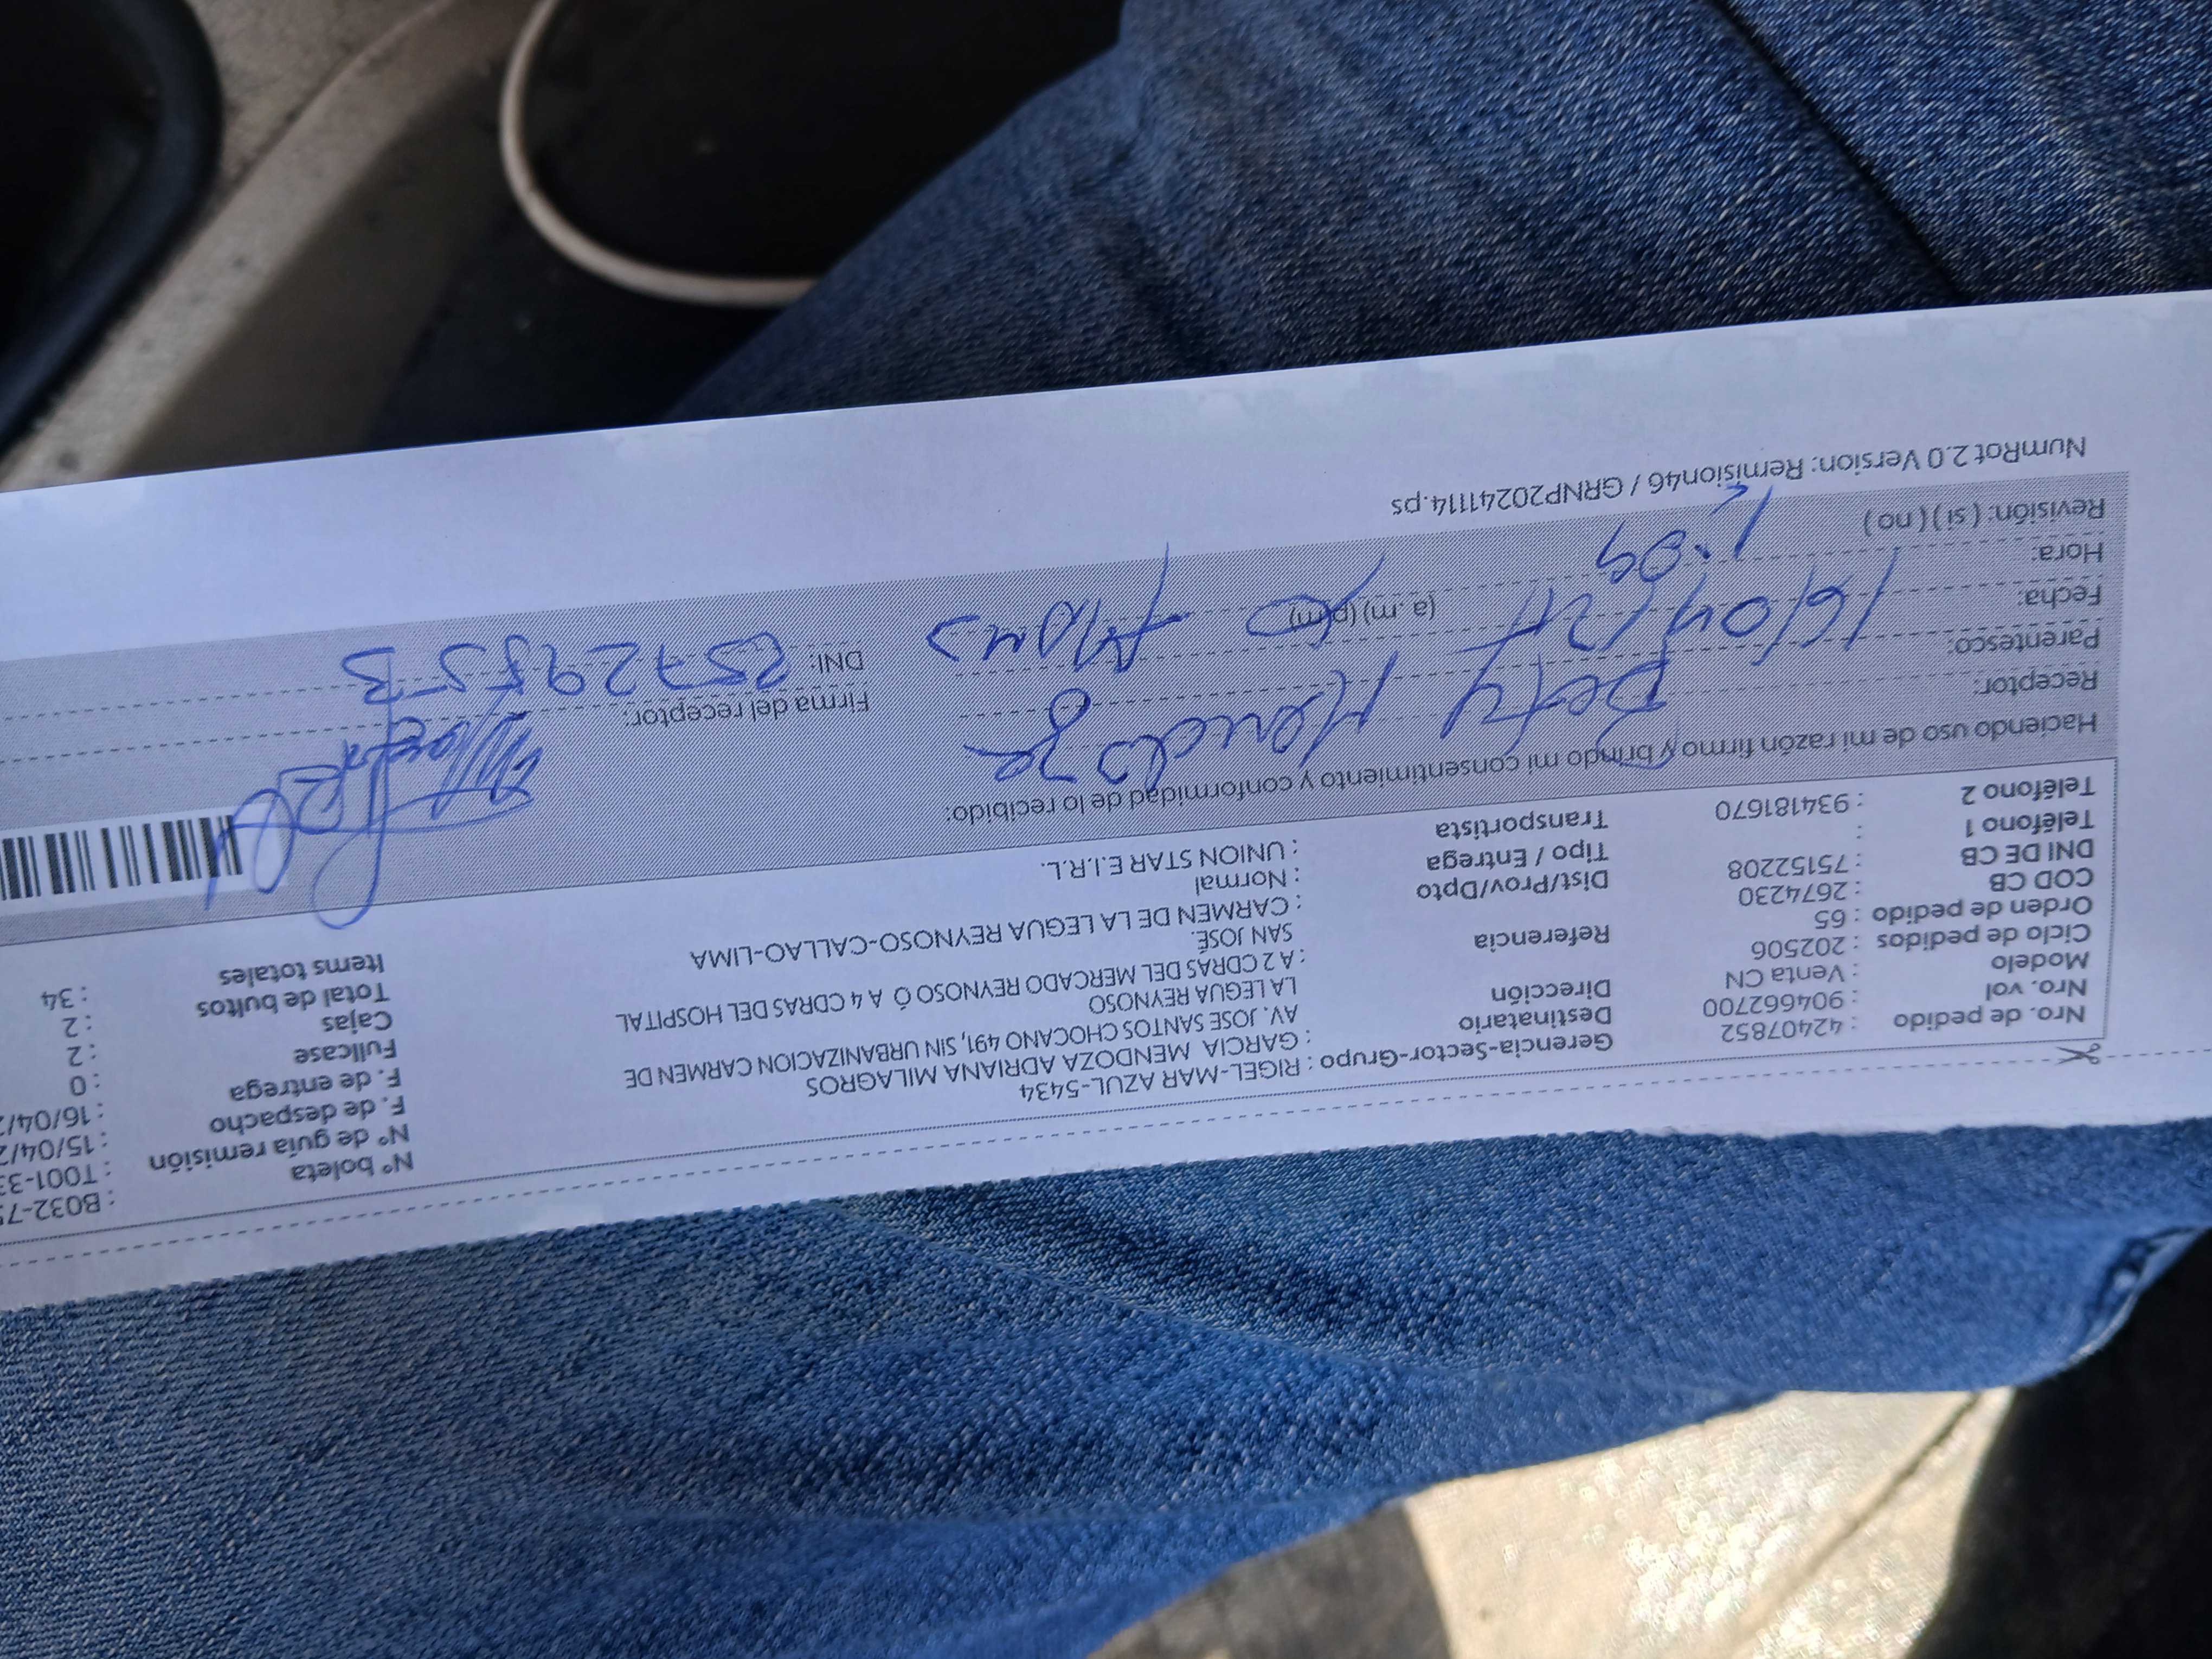 Nº boleta : B032-7
Nº de guía remisión : T001-3
F. de despacho : 15/04/2
F. de entrega : 16/04/2
Fullcase : 0
Cajas : 2
Total de bultos : 2
Items totales : 34
Gerencia-Sector-Grupo : RIGEL-MAR AZUL-5434
Destinatario : GARCIA MENDOZA ADRIANA MILAGROS
Dirección AV. JOSE SANTOS CHOCANO 491, SIN URBANIZACION CARMEN DE
LA LEGUA REYNOSO
Referencia : A 2 CDRAS DEL MERCADO REYNOSO Ó A 4 CDRAS DEL HOSPITAL
SAN JOSÉ.
Dist/Prov/Dpto : CARMEN DE LA LEGUA REYNOSO-CALLAO-LIMA
Tipo / Entrega : Normal
Transportista : UNION STAR E.I.R.L.
Nro. de pedido : 42407852
Nro. vol : 904662700
Modelo : Venta CN
Ciclo de pedidos : 202506
Orden de pedido : 65
COD CB : 2674230
DNI DE CB : 75152208
Teléfono 1 :
Teléfono 2 : 934181670
Haciendo uso de mi razón firmo y brindo mi consentimiento y conformidad de lo recibido:
Receptor: Bety Mendoza
Parentesco:
Fecha: 16/04/
Hora: 1:09 (a. m) (p.m)
Revisión: ( si ) ( no )
Firma del receptor:
DNI:
NumRot 2.0 Version: Remision46 / GRNP20241114.ps